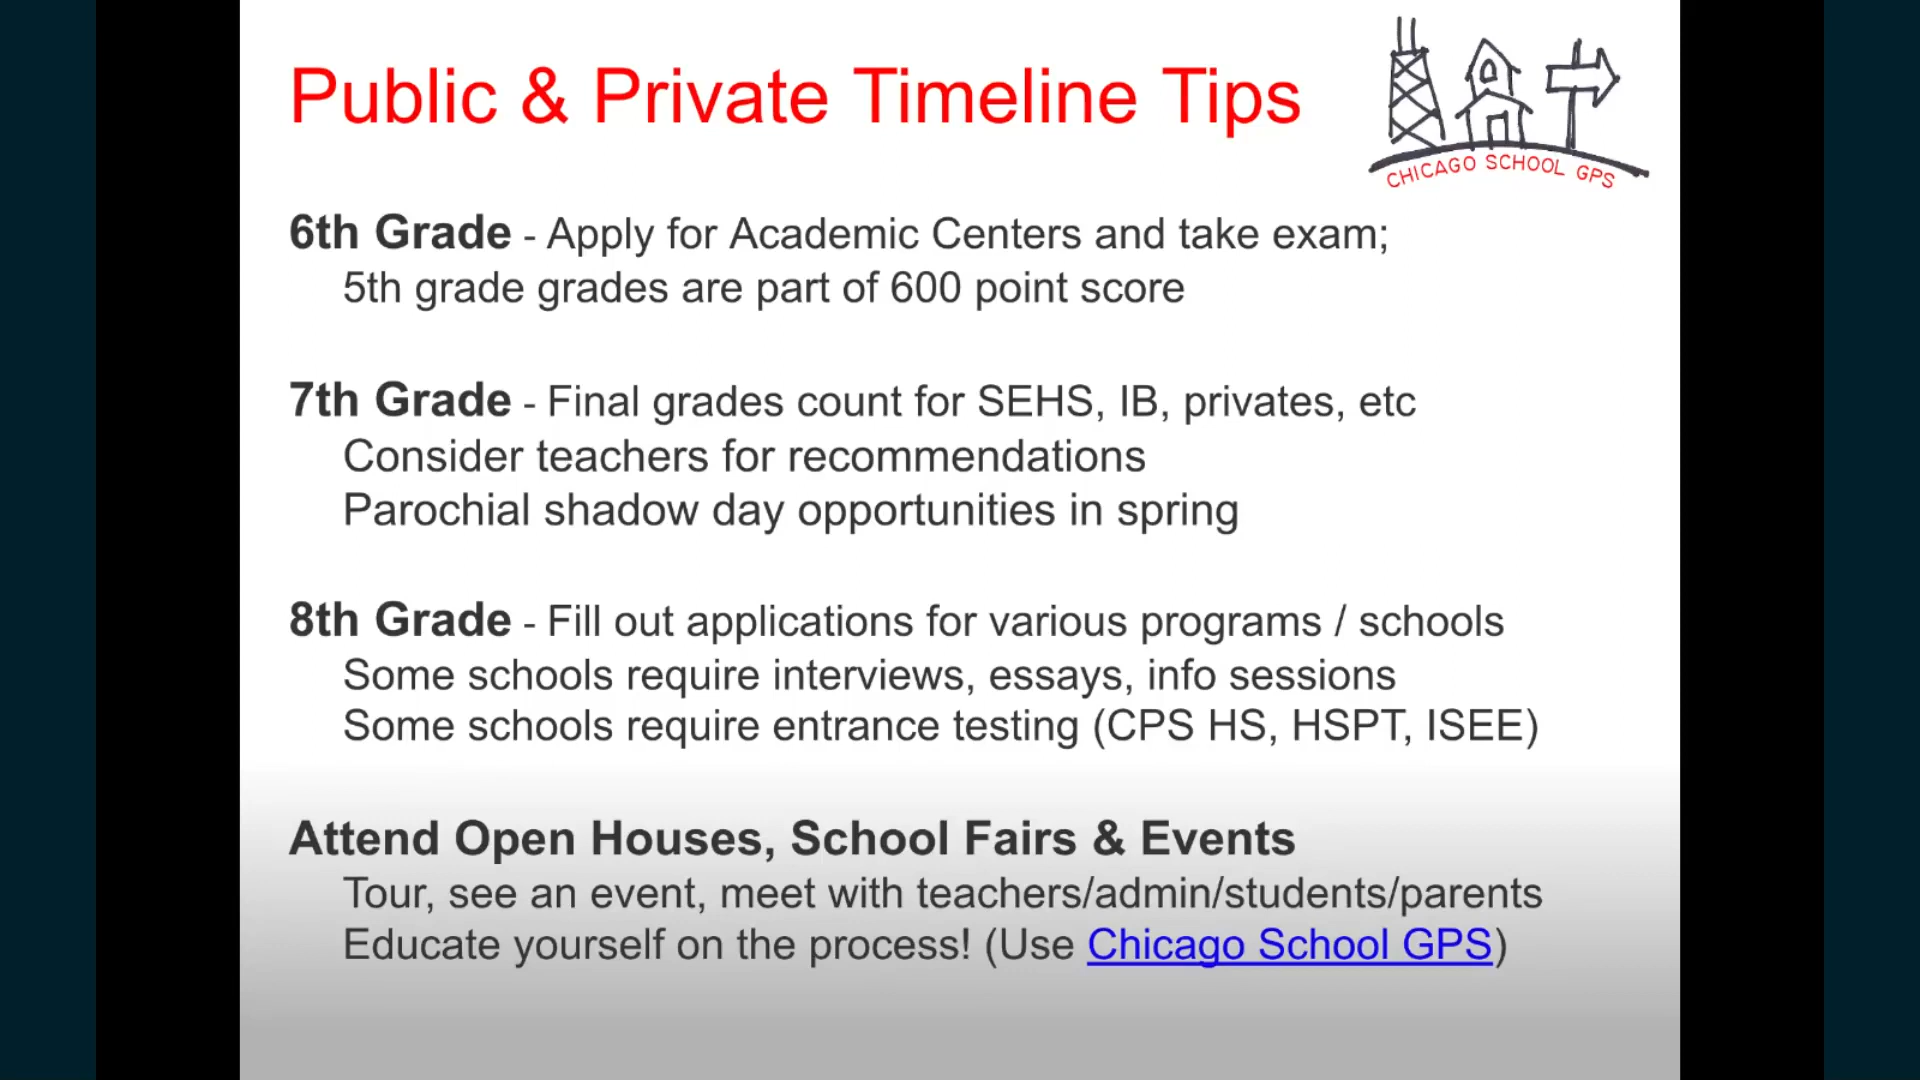 Public & Private Timeline Tips
CHICAGO SCHOOL GPS
6th Grade - Apply for Academic Centers and take exam;
5th grade grades are part of 600 point score
7th Grade - Final grades count for SEHS, IB, privates, etc
Consider teachers for recommendations
Parochial shadow day opportunities in spring
8th Grade - Fill out applications for various programs / schools
Some schools require interviews, essays, info sessions
Some schools require entrance testing (CPS HS, HSPT, ISEE)
Attend Open Houses, School Fairs & Events
Tour, see an event, meet with teachers/admin/students/parents
Educate yourself on the process! (Use Chicago School GPS)